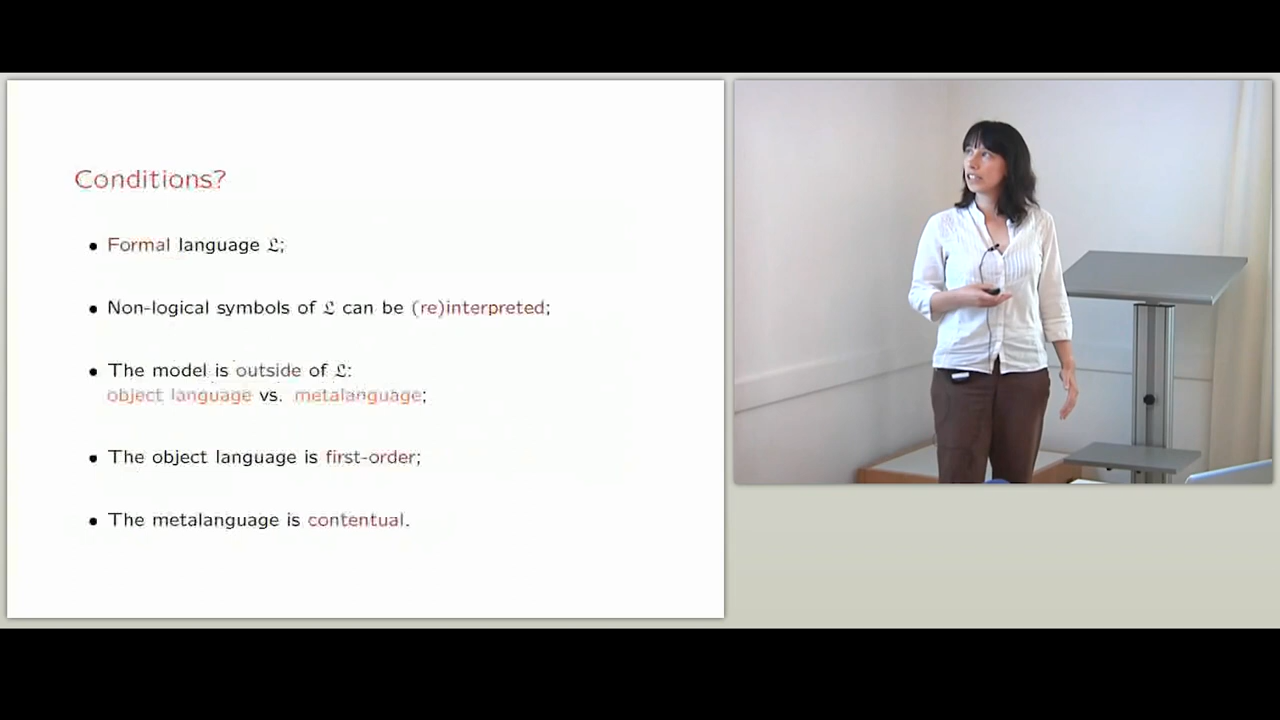 Conditions?
• Formal language 𝔏;
• Non-logical symbols of 𝔏 can be (re)interpreted;
• The model is outside of 𝔏:
object language vs. metalanguage;
• The object language is first-order;
• The metalanguage is contentual.